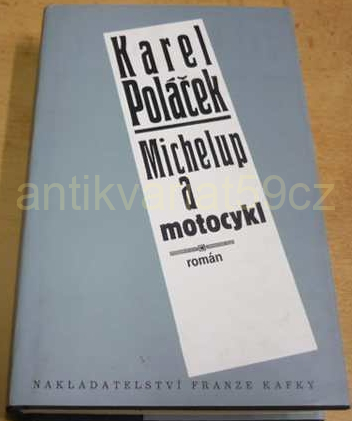 Karel
Poláček
Michelup
a
antikvariat59cz
motocykl
román
NAKLADATELSTVÍ FRANZE KAFKY